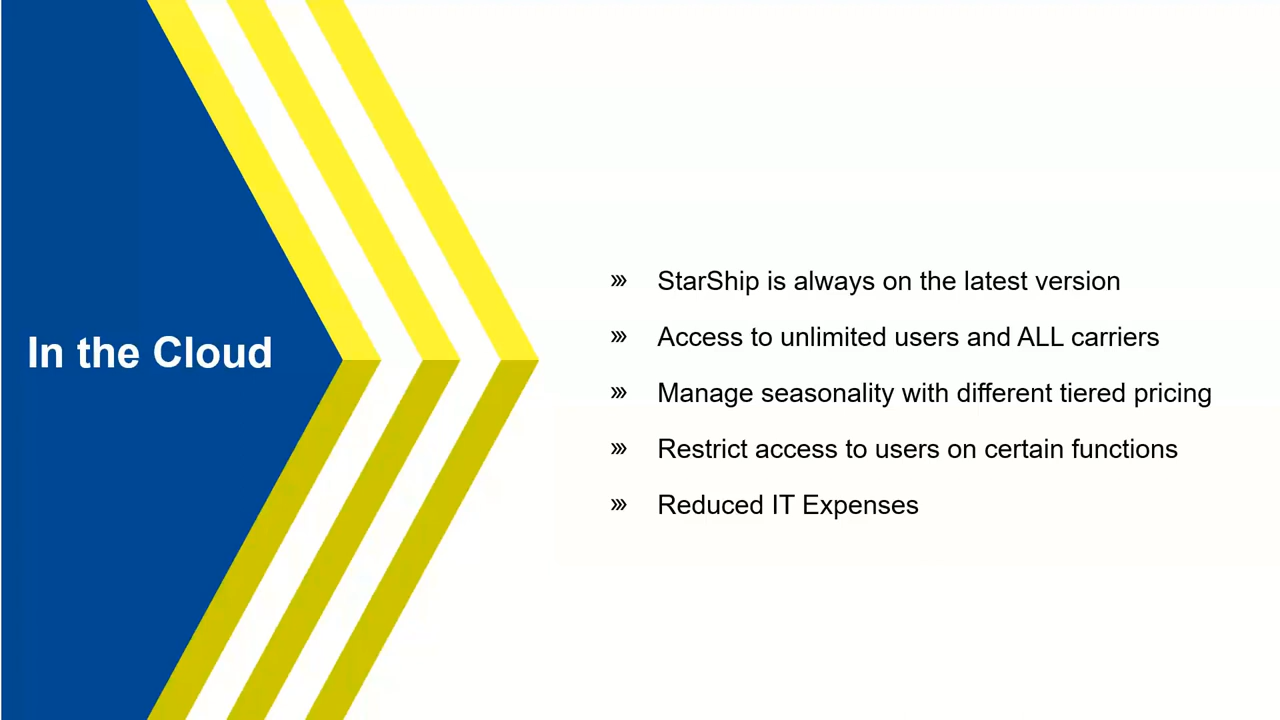 In the Cloud
StarShip is always on the latest version
Access to unlimited users and ALL carriers
Manage seasonality with different tiered pricing
Restrict access to users on certain functions
Reduced IT Expenses